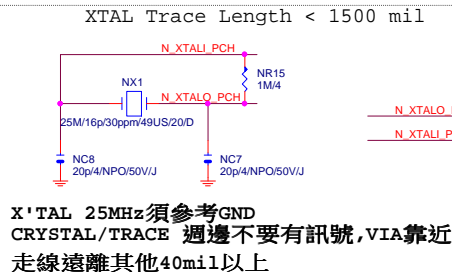 XTAL Trace Length < 1500 mil
N_XTALI_PCH
NR15
1M/4
NX1
N_XTALO_PCH
25M/16p/30ppm/49US/20/D
N_XTALO_
N_XTALI_P
NC8
20p/4/NPO/50V/J
NC7
20p/4/NPO/50V/J
X'TAL 25MHz須參考GND
CRYSTAL/TRACE 週邊不要有訊號,VIA靠近
走線遠離其他40mil以上